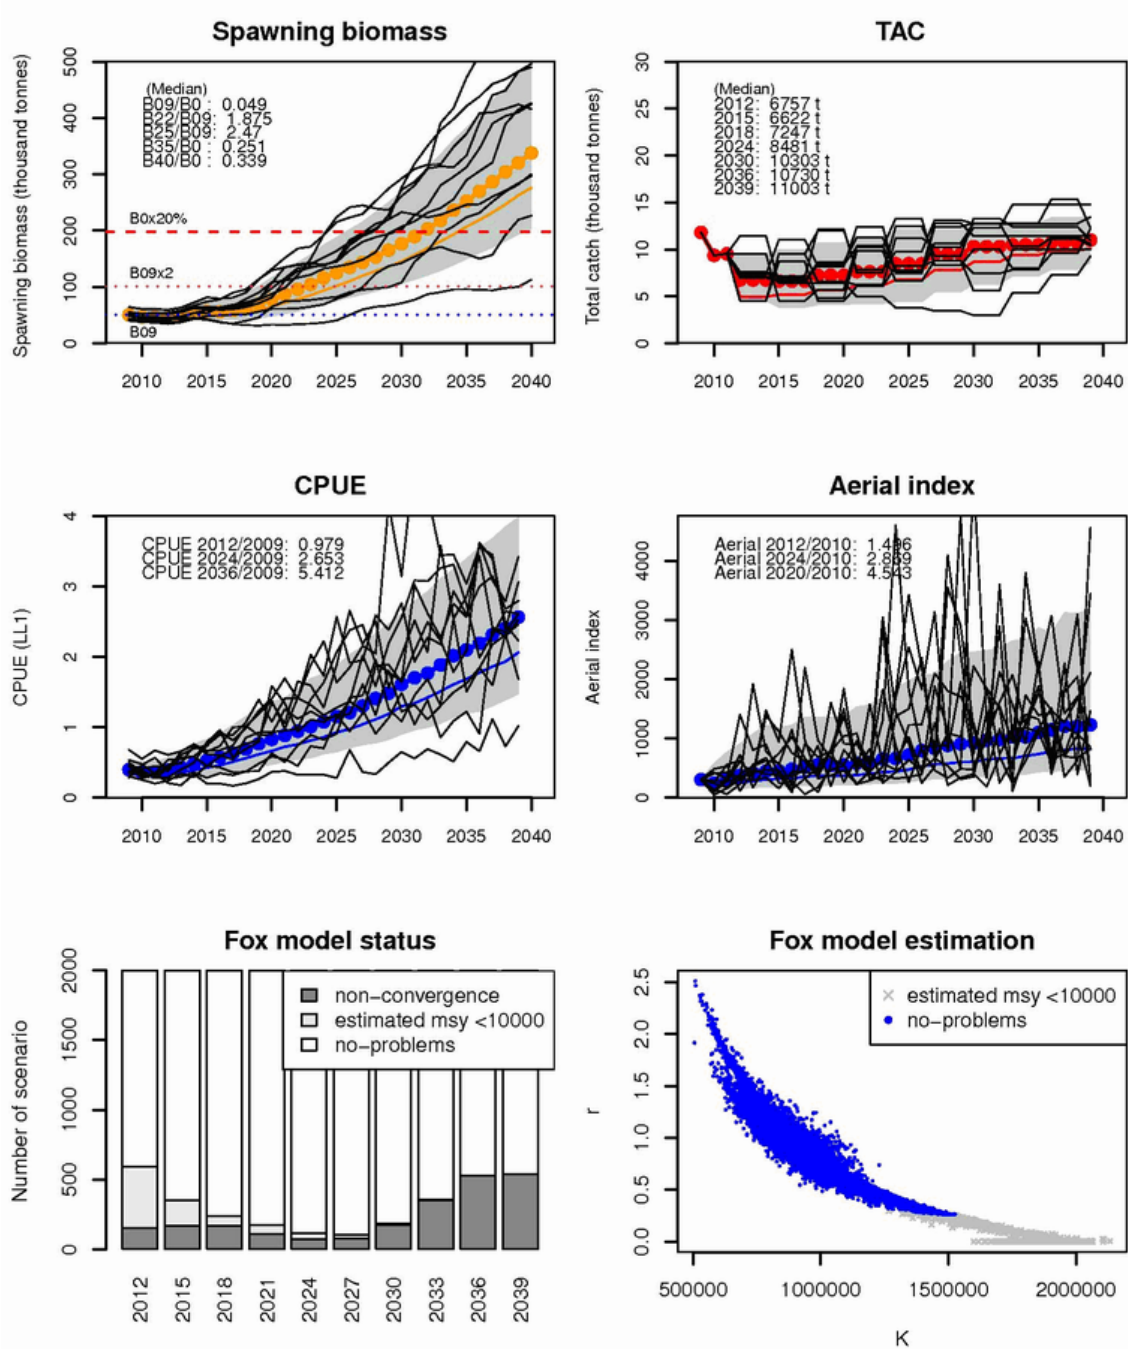 Spawning biomass
Spawning biomass (thousand tonnes)
500
400
300
200
100
0
(Median)
B09/B0 : 0.049
B22/B09: 1.875
B25/B09: 2.47
B35/B0 : 0.251
B40/B0 : 0.339
B0x20%
B09x2
B09
2010 2015 2020 2025 2030 2035 2040
TAC
Total catch (thousand tonnes)
30
25
20
15
10
5
0
(Median)
2012: 6757 t
2015: 6622 t
2018: 7247 t
2024: 8481 t
2030: 10303 t
2036: 10730 t
2039: 11003 t
2010 2015 2020 2025 2030 2035 2040
CPUE
CPUE (LL1)
4
3
2
1
0
CPUE 2012/2009: 0.979
CPUE 2024/2009: 2.653
CPUE 2036/2009: 5.412
2010 2015 2020 2025 2030 2035 2040
Aerial index
Aerial index
4000
3000
2000
1000
0
Aerial 2012/2010:
Aerial 2024/2010:
Aerial 2020/2010: 4.543
2010 2015 2020 2025 2030 2035 2040
Fox model status
Number of scenario
2000
1500
1000
500
0
non-convergence
estimated msy <10000
no-problems
2012 2015 2018 2021 2024 2027 2030 2033 2036 2039
Fox model estimation
r
2.5
2.0
1.5
1.0
0.5
0.0
estimated msy <10000
no-problems
500000 1000000 1500000 2000000
K